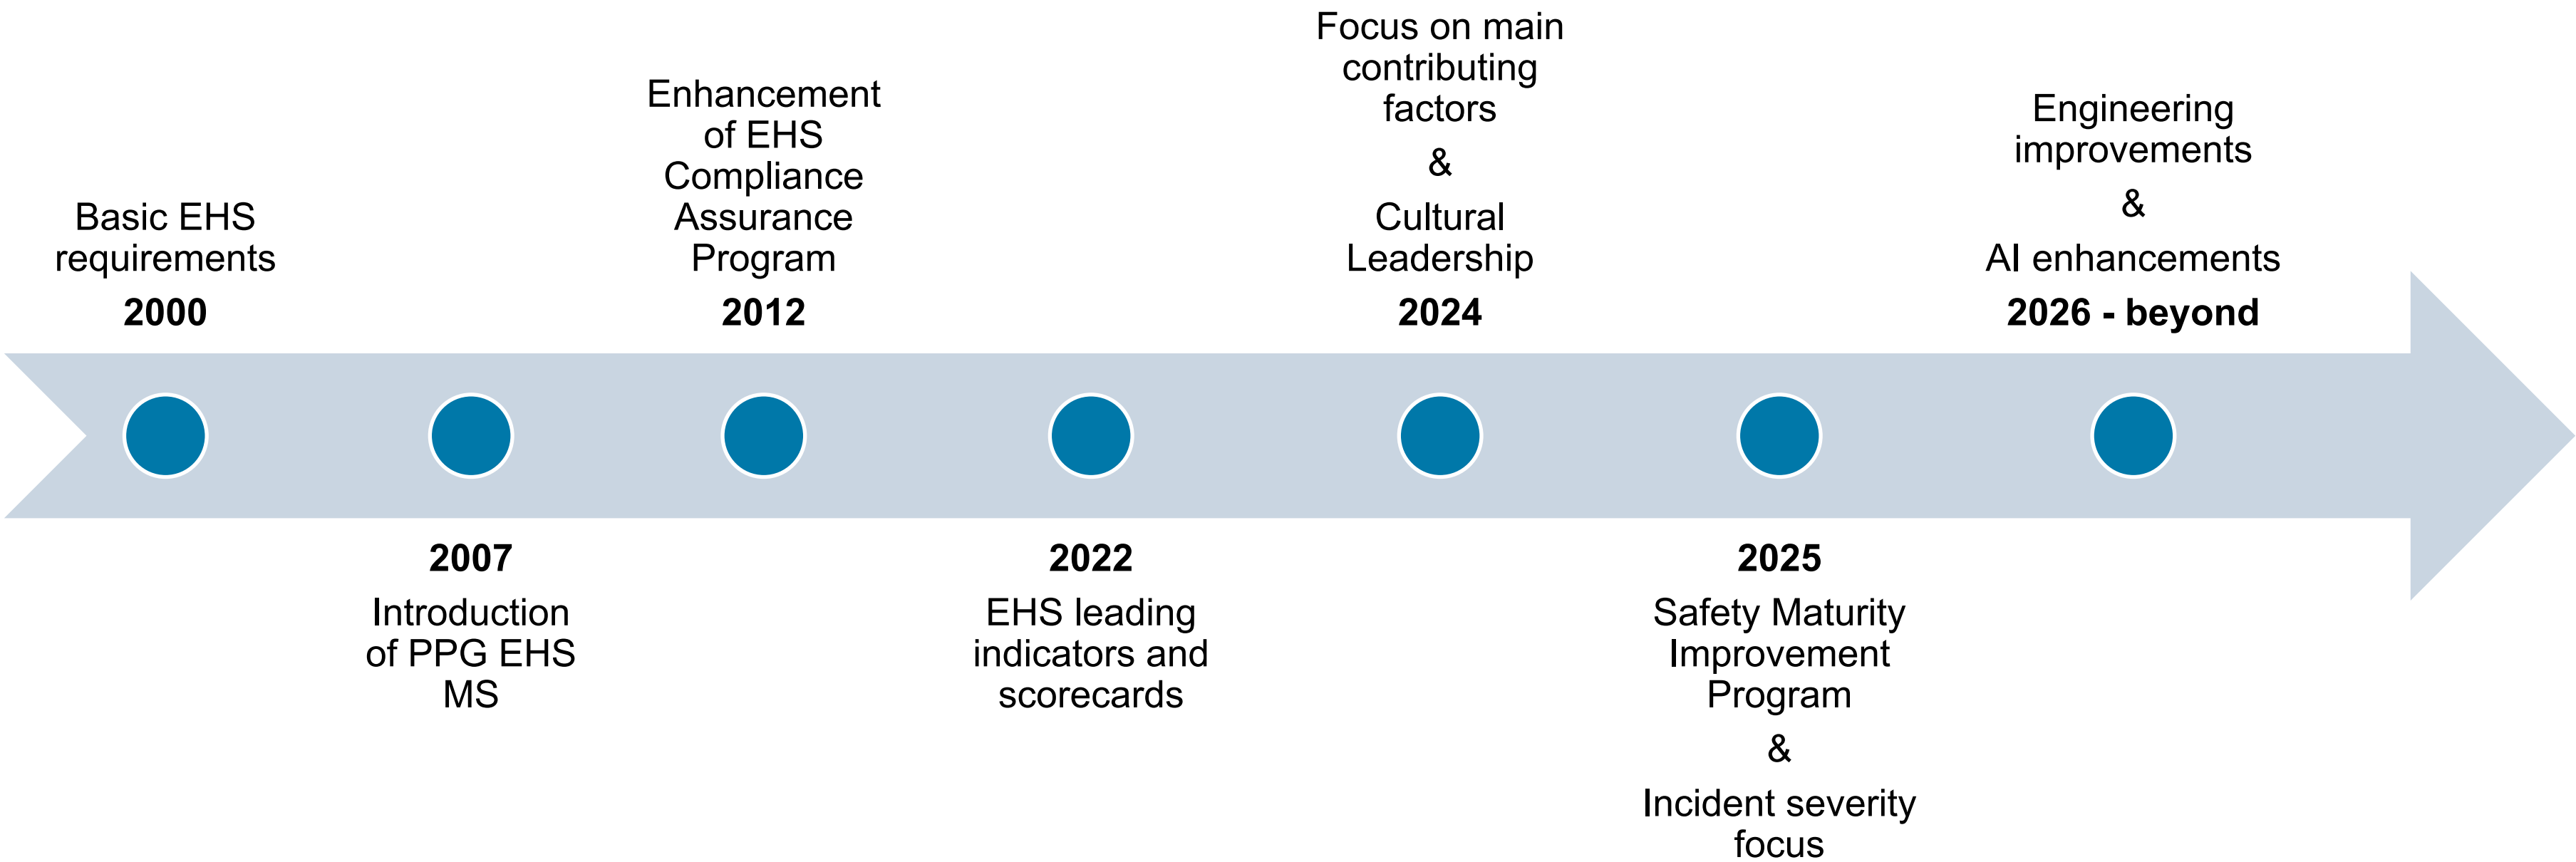 Basic EHS
requirements
2000
2007
Introduction
of PPG EHS
MS
Enhancement
of EHS
Compliance
Assurance
Program
2012
2022
EHS leading
indicators and
scorecards
Focus on main
contributing
factors
&
Cultural
Leadership
2024
2025
Safety Maturity
Improvement
Program
&
Incident severity
focus
Engineering
improvements
&
AI enhancements
2026 - beyond